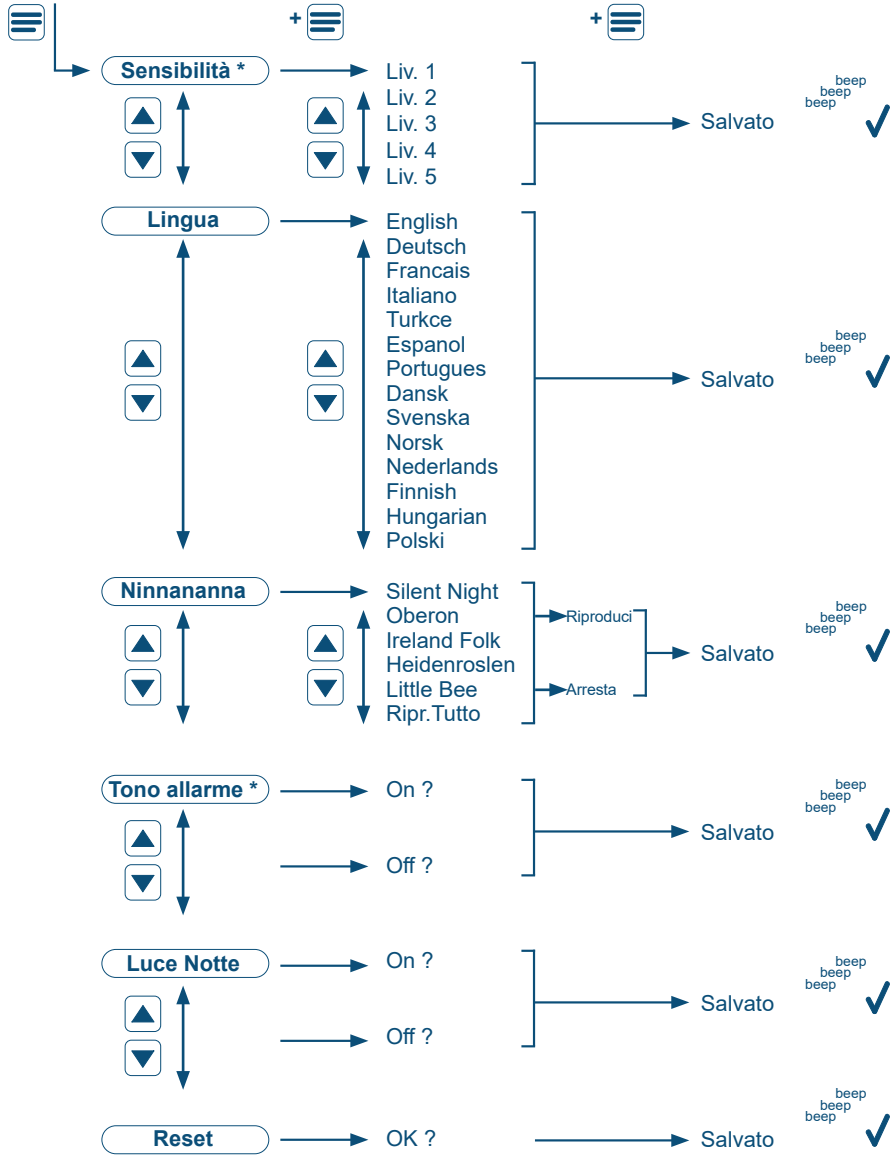 +
+
Sensibilità *
Liv. 1
Liv. 2
Liv. 3
Liv. 4
Liv. 5
Salvato
beep
beep
beep
Lingua
English
Deutsch
Francais
Italiano
Turkce
Espanol
Portugues
Dansk
Svenska
Norsk
Nederlands
Finnish
Hungarian
Polski
Salvato
beep
beep
beep
Ninnananna
Silent Night
Oberon
Ireland Folk
Heidenroslen
Little Bee
Ripr.Tutto
Riproduci
Arresta
Salvato
beep
beep
beep
Tono allarme *
On ?
Off ?
Salvato
beep
beep
beep
Luce Notte
On ?
Off ?
Salvato
beep
beep
beep
Reset
OK ?
Salvato
beep
beep
beep